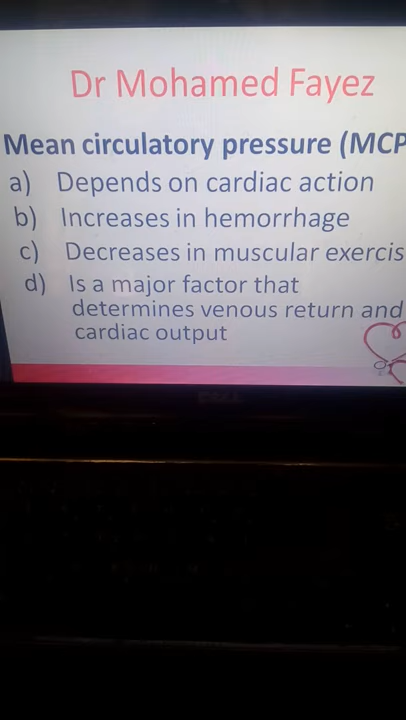 Dr Mohamed Fayez
Mean circulatory pressure (MCP
a) Depends on cardiac action
b) Increases in hemorrhage
c) Decreases in muscular exercis
d) Is a major factor that
determines venous return and
cardiac output
DELL